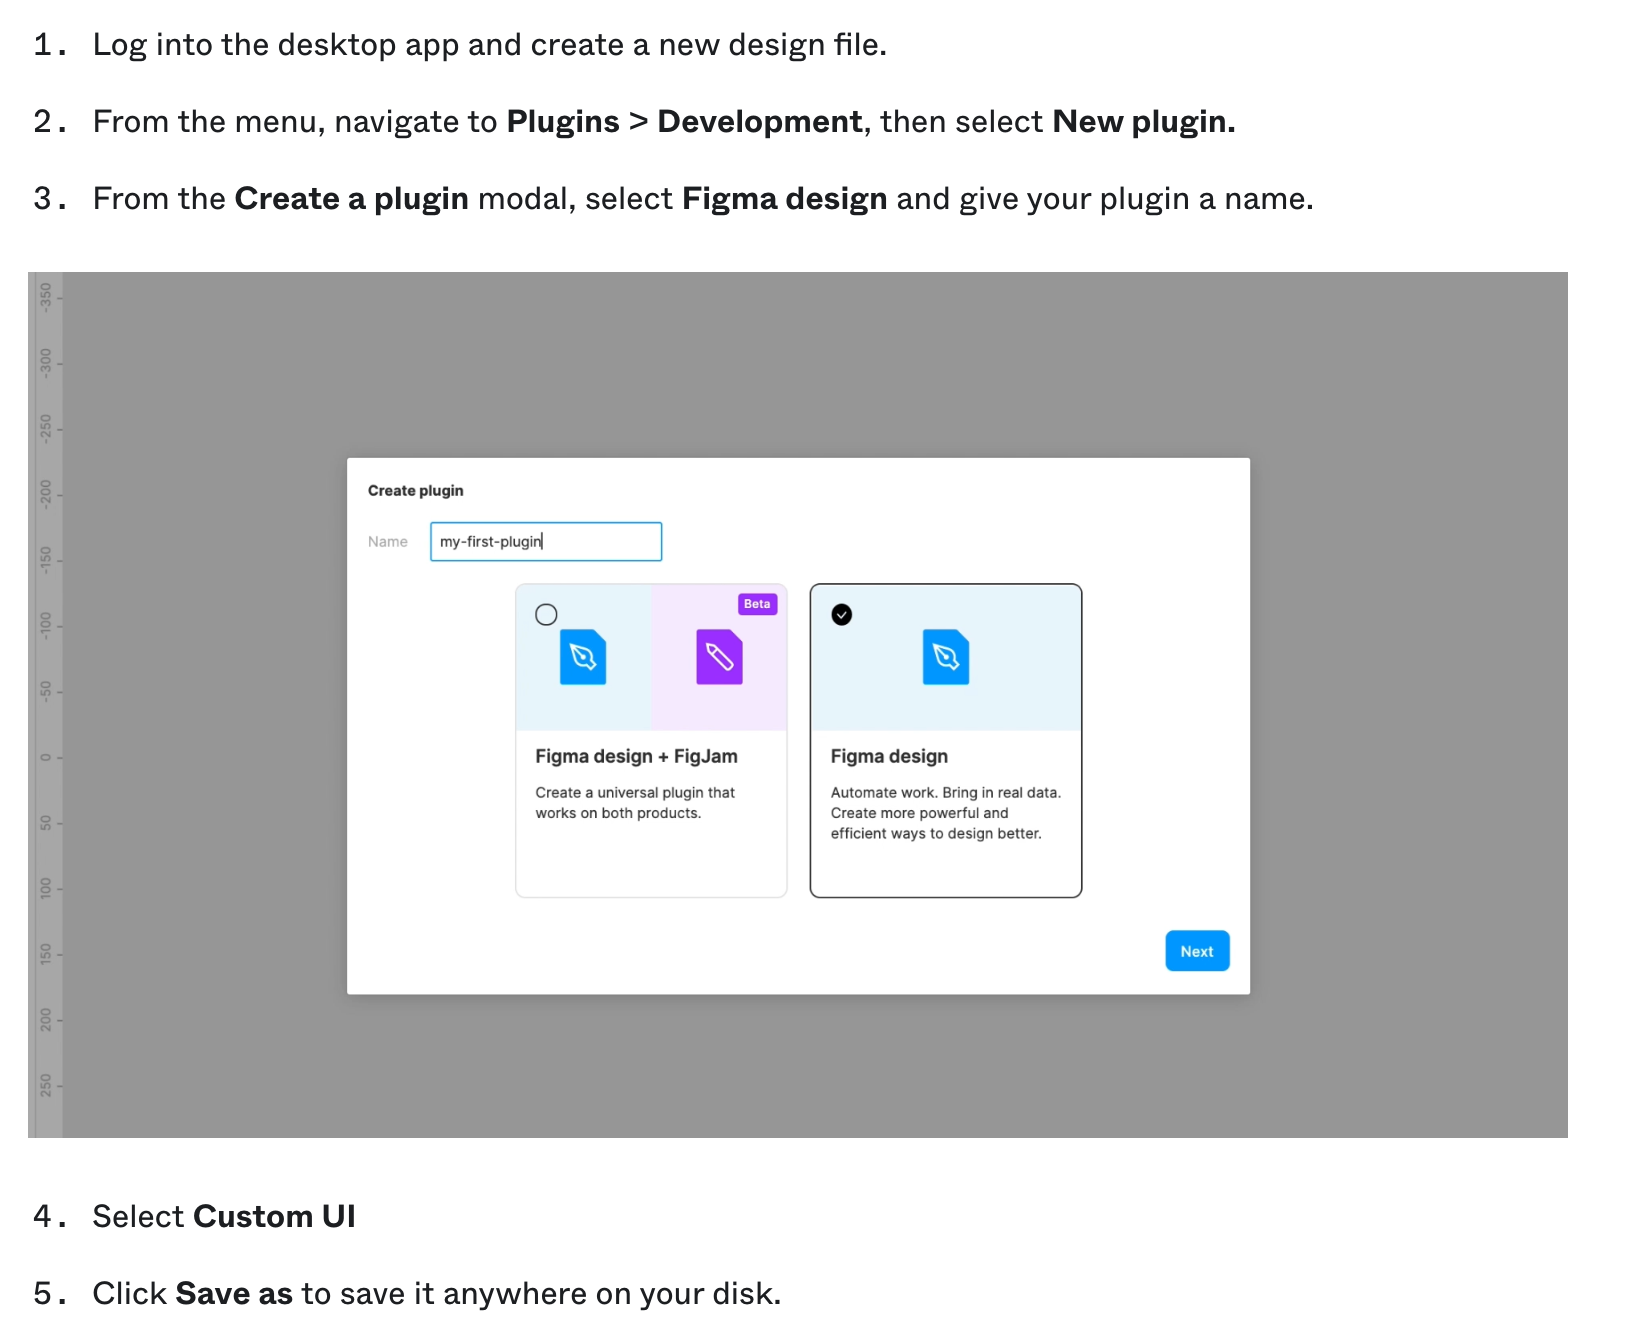 1. Log into the desktop app and create a new design file.
2. From the menu, navigate to Plugins > Development, then select New plugin.
3. From the Create a plugin modal, select Figma design and give your plugin a name.
-350
-300
-250
-200
-150
-100
-50
0
50
100
150
200
250
Create plugin
Name my-first-plugin
Beta
Figma design + FigJam
Create a universal plugin that
works on both products.
Figma design
Automate work. Bring in real data.
Create more powerful and
efficient ways to design better.
Next
4. Select Custom UI
5. Click Save as to save it anywhere on your disk.